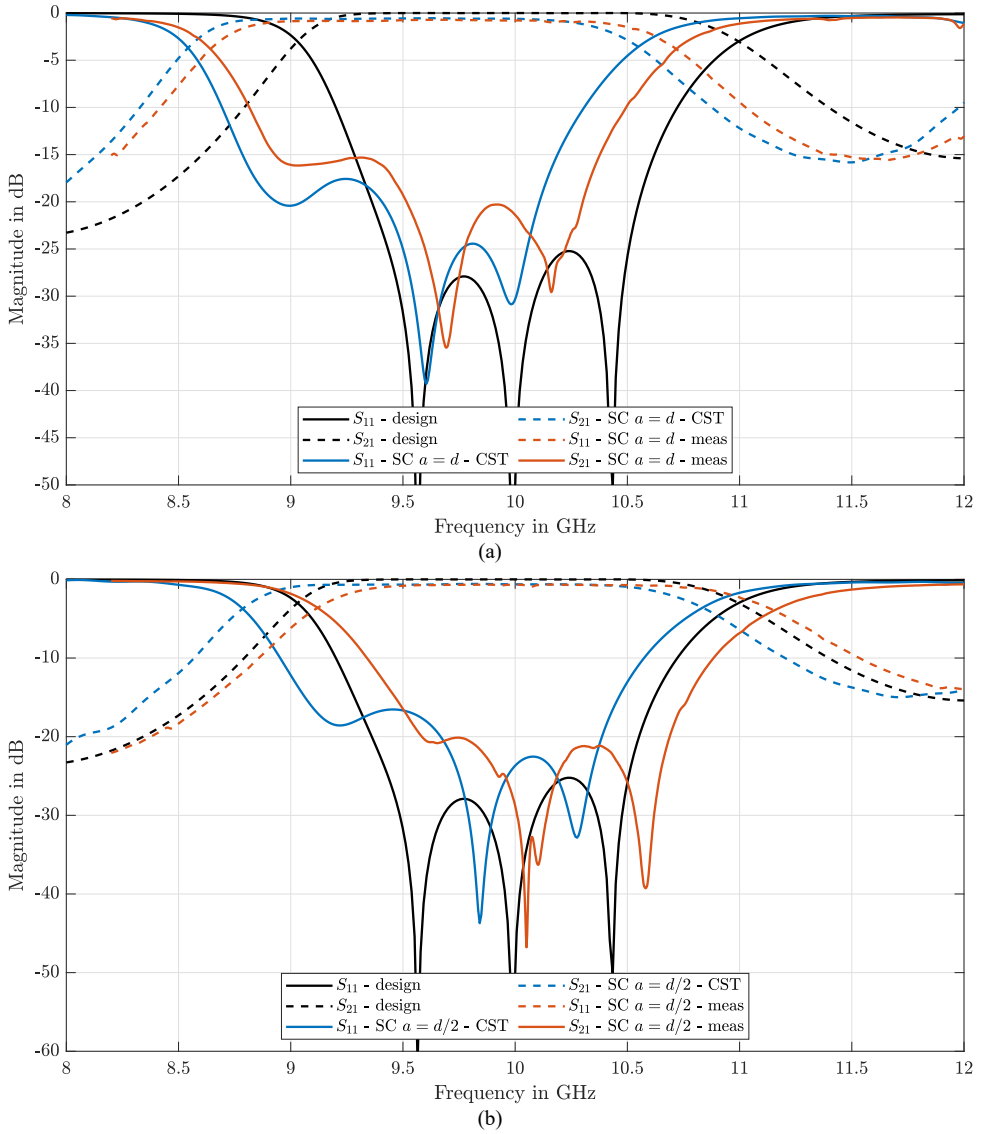 0
-5
-10
-15
-20
-25
-30
-35
-40
-45
-50
Magnitude in dB
S11 - design
S21 - design
S11 - SC a = d - CST
S21 - SC a = d - CST
S11 - SC a = d - meas
S21 - SC a = d - meas
8 8.5 9 9.5 10 10.5 11 11.5 12
Frequency in GHz
(a)
0
-10
-20
-30
-40
-50
-60
Magnitude in dB
S11 - design
S21 - design
S11 - SC a = d/2 - CST
S21 - SC a = d/2 - CST
S11 - SC a = d/2 - meas
S21 - SC a = d/2 - meas
8 8.5 9 9.5 10 10.5 11 11.5 12
Frequency in GHz
(b)